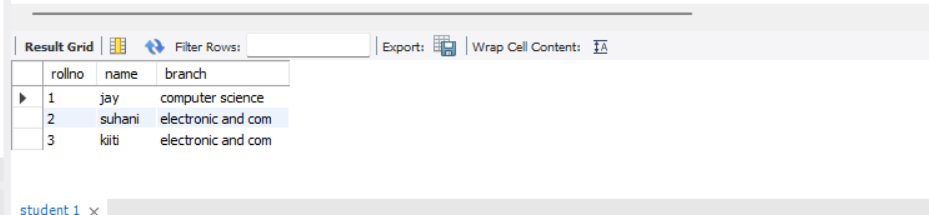 Result Grid Filter Rows: Export: Wrap Cell Content: IA
rollno name branch
1 jay computer science
2 suhani electronic and com
3 kiiti electronic and com
student 1 ×